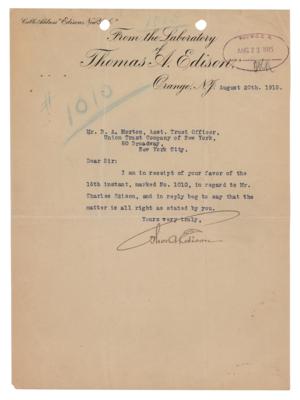 Cable Address "Edison, New York"
From the Laboratory
of
Thomas A. Edison,
Orange, N.J. August 20th. 1915.
AUG 21 1915
# 1010
Mr. B. A. Morton, Asst. Trust Officer,
Union Trust Company of New York,
80 Broadway,
New York City.
Dear Sir:
I am in receipt of your favor of the
16th instant, marked No. 1010, in regard to Mr.
Charles Edison, and in reply beg to say that the
matter is all right as stated by you.
Yours very truly,
Thos A Edison